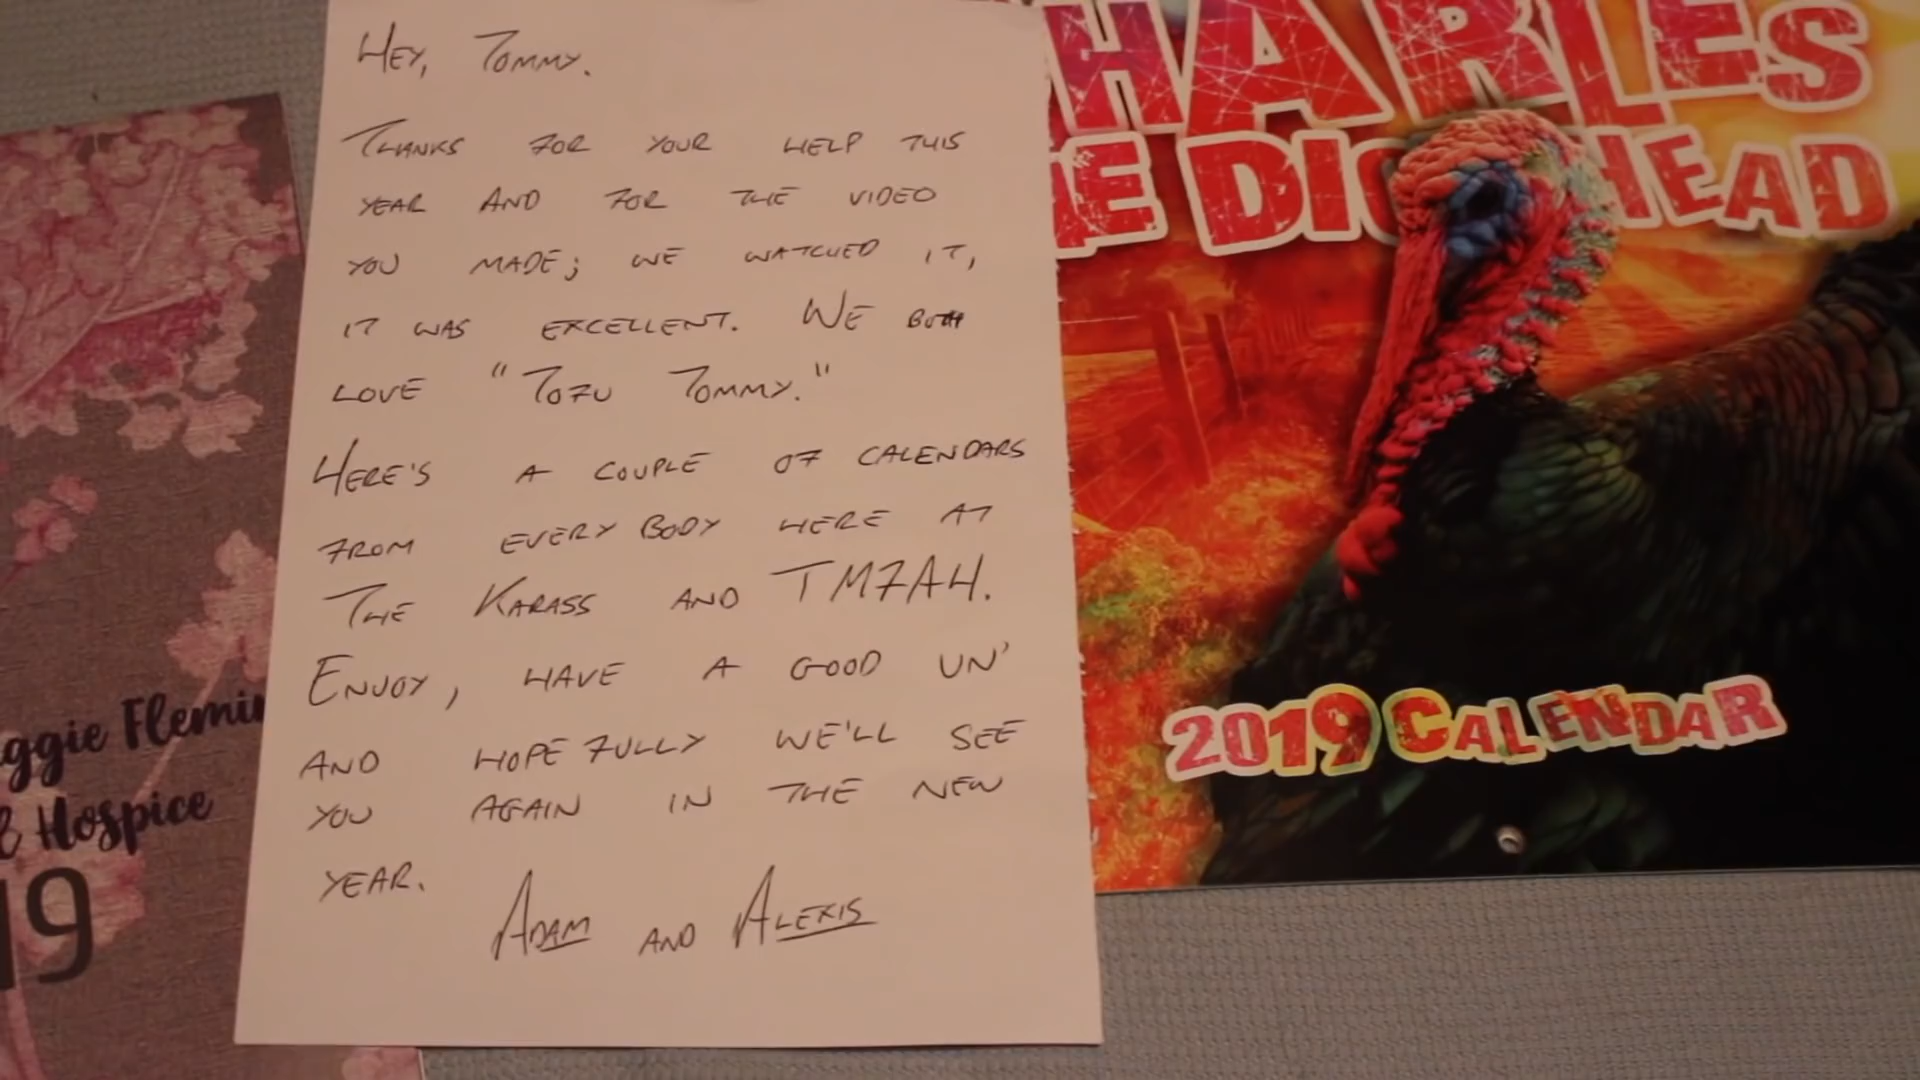 HEY, TOMMY.
THANKS FOR YOUR HELP THIS
YEAR AND FOR THE VIDEO
YOU MADE; WE WATCHED IT,
IT WAS EXCELLENT. WE BOTH
LOVE "TOFU TOMMY."
HERE'S A COUPLE OF CALENDARS
FROM EVERYBODY HERE AT
THE KARASS AND TMFAH.
ENJOY, HAVE A GOOD UN'
AND HOPEFULLY WE'LL SEE
YOU AGAIN IN THE NEW
YEAR.
ADAM AND ALEXIS
ggie Flemin
& Hospice
19
HARLES
HE DI HEAD
2019 CALENDAR